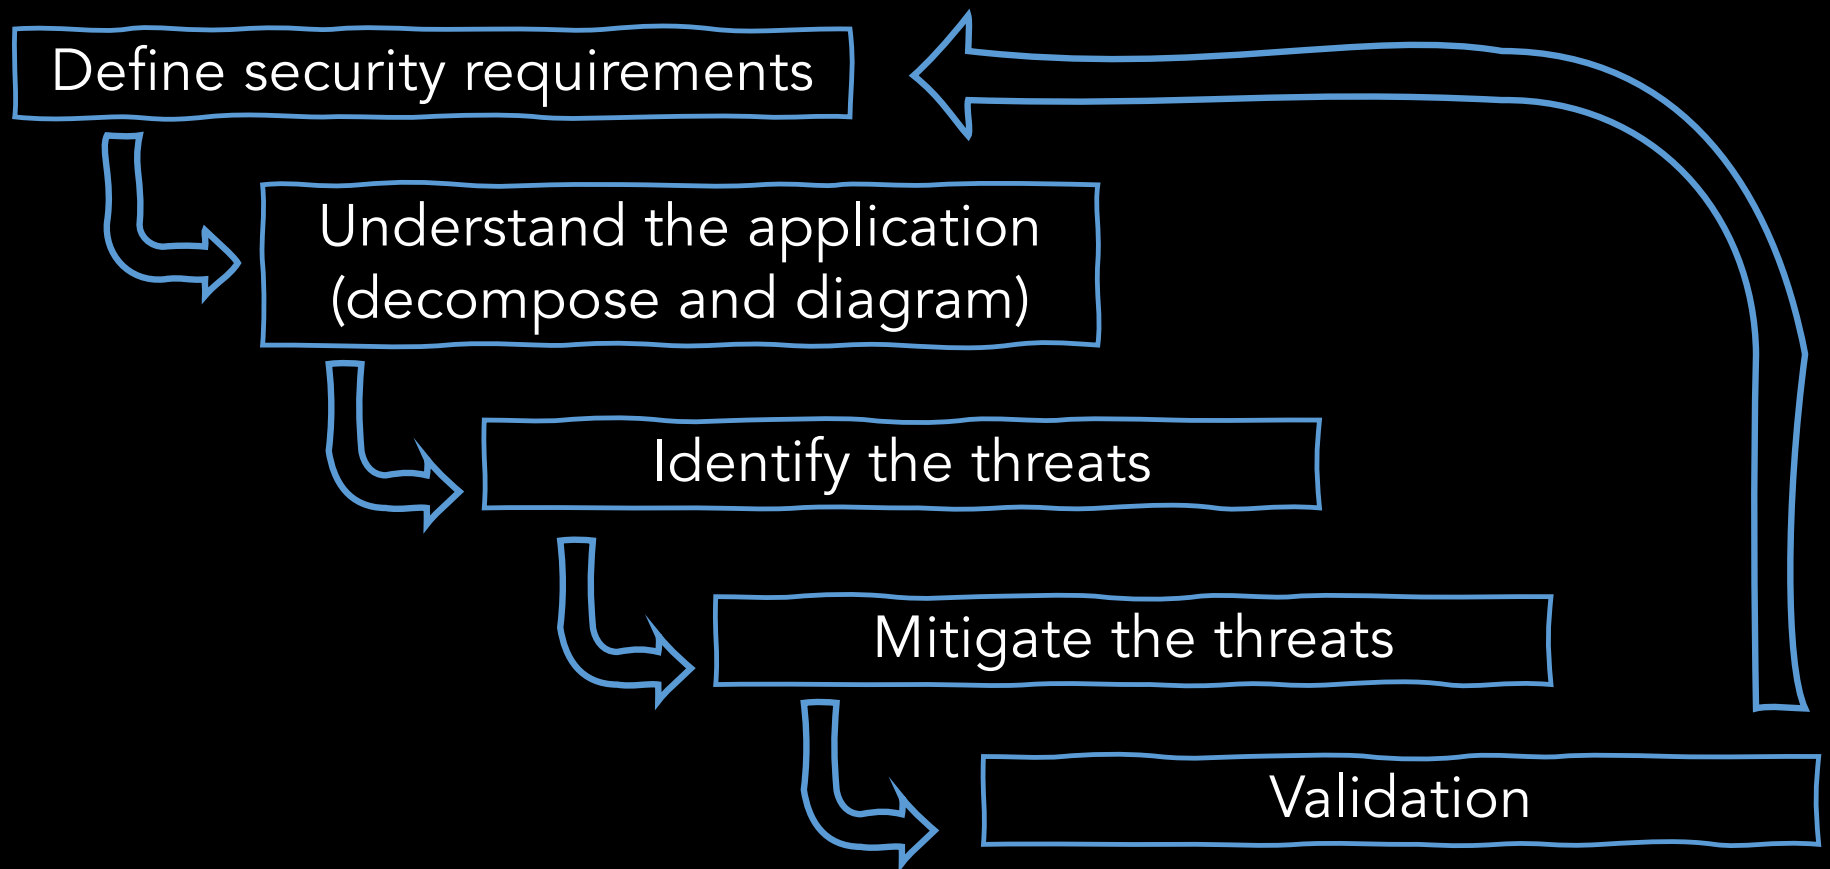 Define security requirements
Understand the application
(decompose and diagram)
Identify the threats
Mitigate the threats
Validation